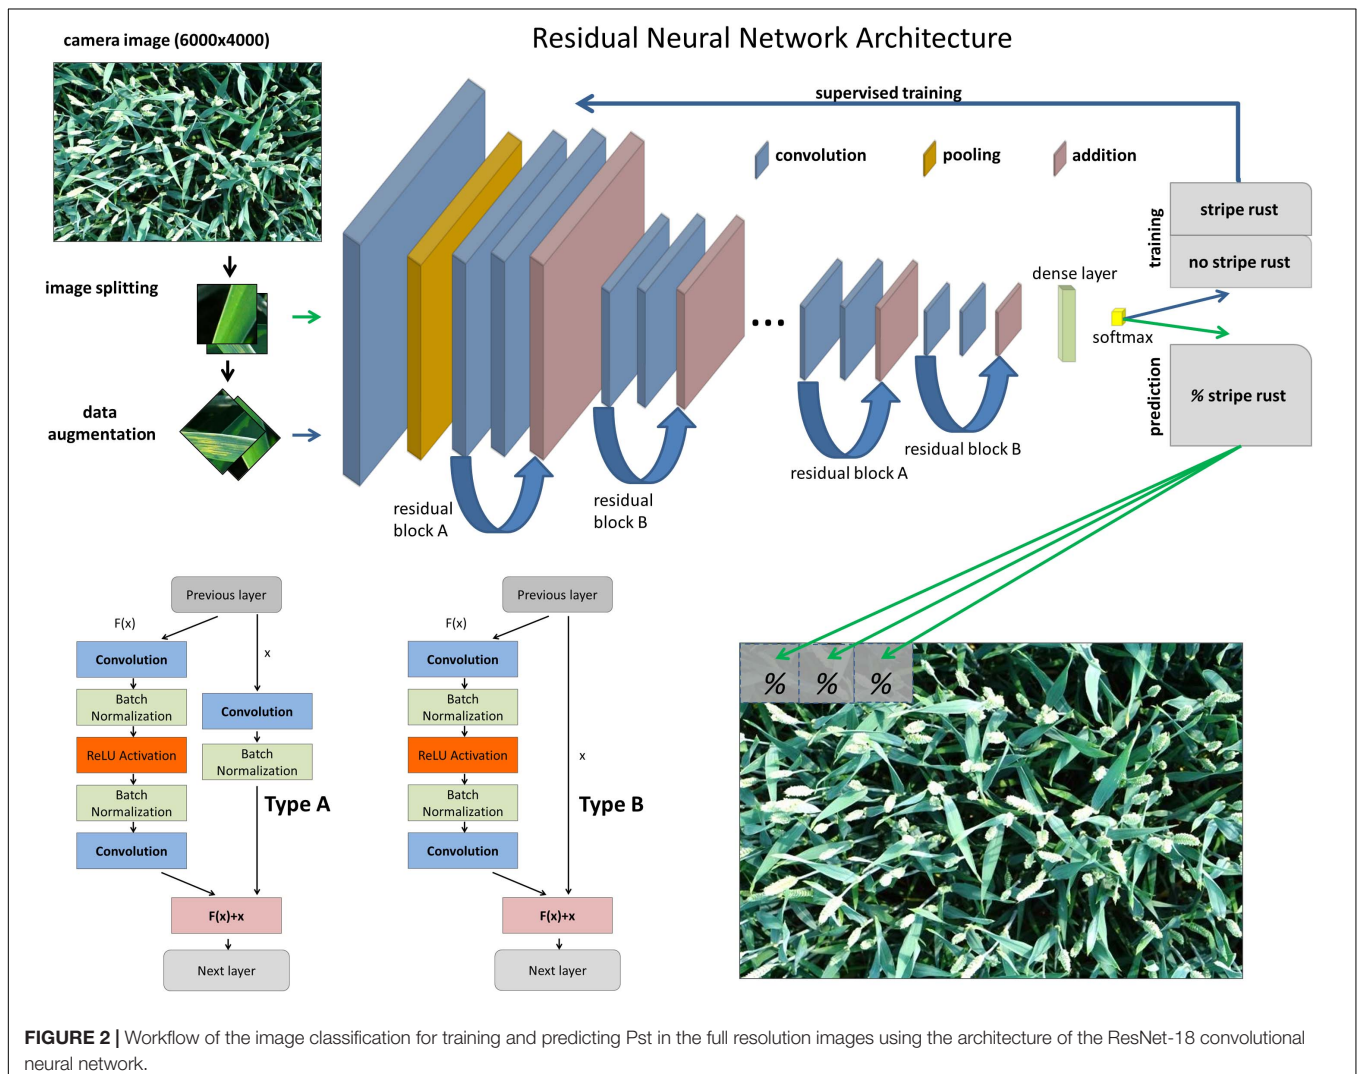 camera image (6000x4000)
Residual Neural Network Architecture
supervised training
convolution
pooling
addition
image splitting
data
augmentation
residual
block A
residual
block B
...
residual block A
residual block B
dense layer
softmax
training
stripe rust
no stripe rust
prediction
% stripe rust
Previous layer
F(x)
x
Convolution
Batch
Normalization
ReLU Activation
Batch
Normalization
Convolution
Convolution
Batch
Normalization
Type A
F(x)+x
Next layer
Previous layer
F(x)
x
Convolution
Batch
Normalization
ReLU Activation
Batch
Normalization
Convolution
Type B
F(x)+x
Next layer
% % %
FIGURE 2 | Workflow of the image classification for training and predicting Pst in the full resolution images using the architecture of the ResNet-18 convolutional
neural network.